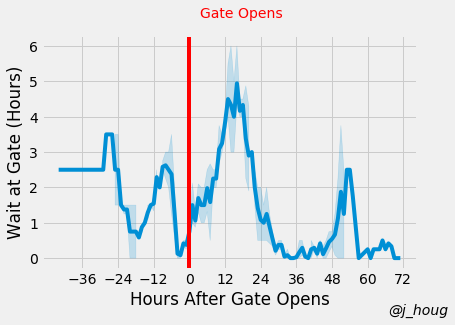 Gate Opens
6
5
4
3
2
1
0
Wait at Gate (Hours)
−36 −24 −12 0 12 24 36 48 60 72
Hours After Gate Opens
@j_houg